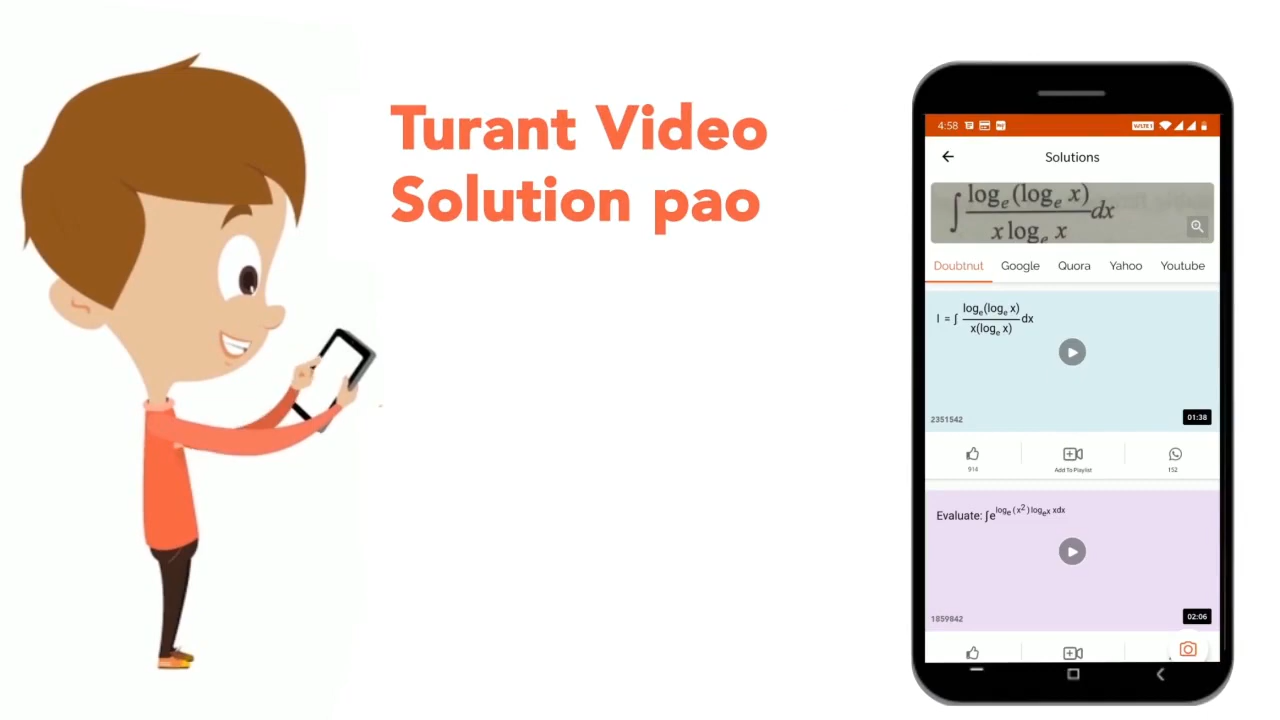 Turant Video
Solution pao
4:58
VoLTE1
Solutions
∫ logₑ(logₑ x) / x logₑ x dx
Doubtnut Google Quora Yahoo Youtube
I = ∫ logₑ(logₑ x) / x(logₑ x) dx
2351542
01:38
914
Add To Playlist
152
Evaluate: ∫e^logₑ(x²)logₑx xdx
1859842
02:06